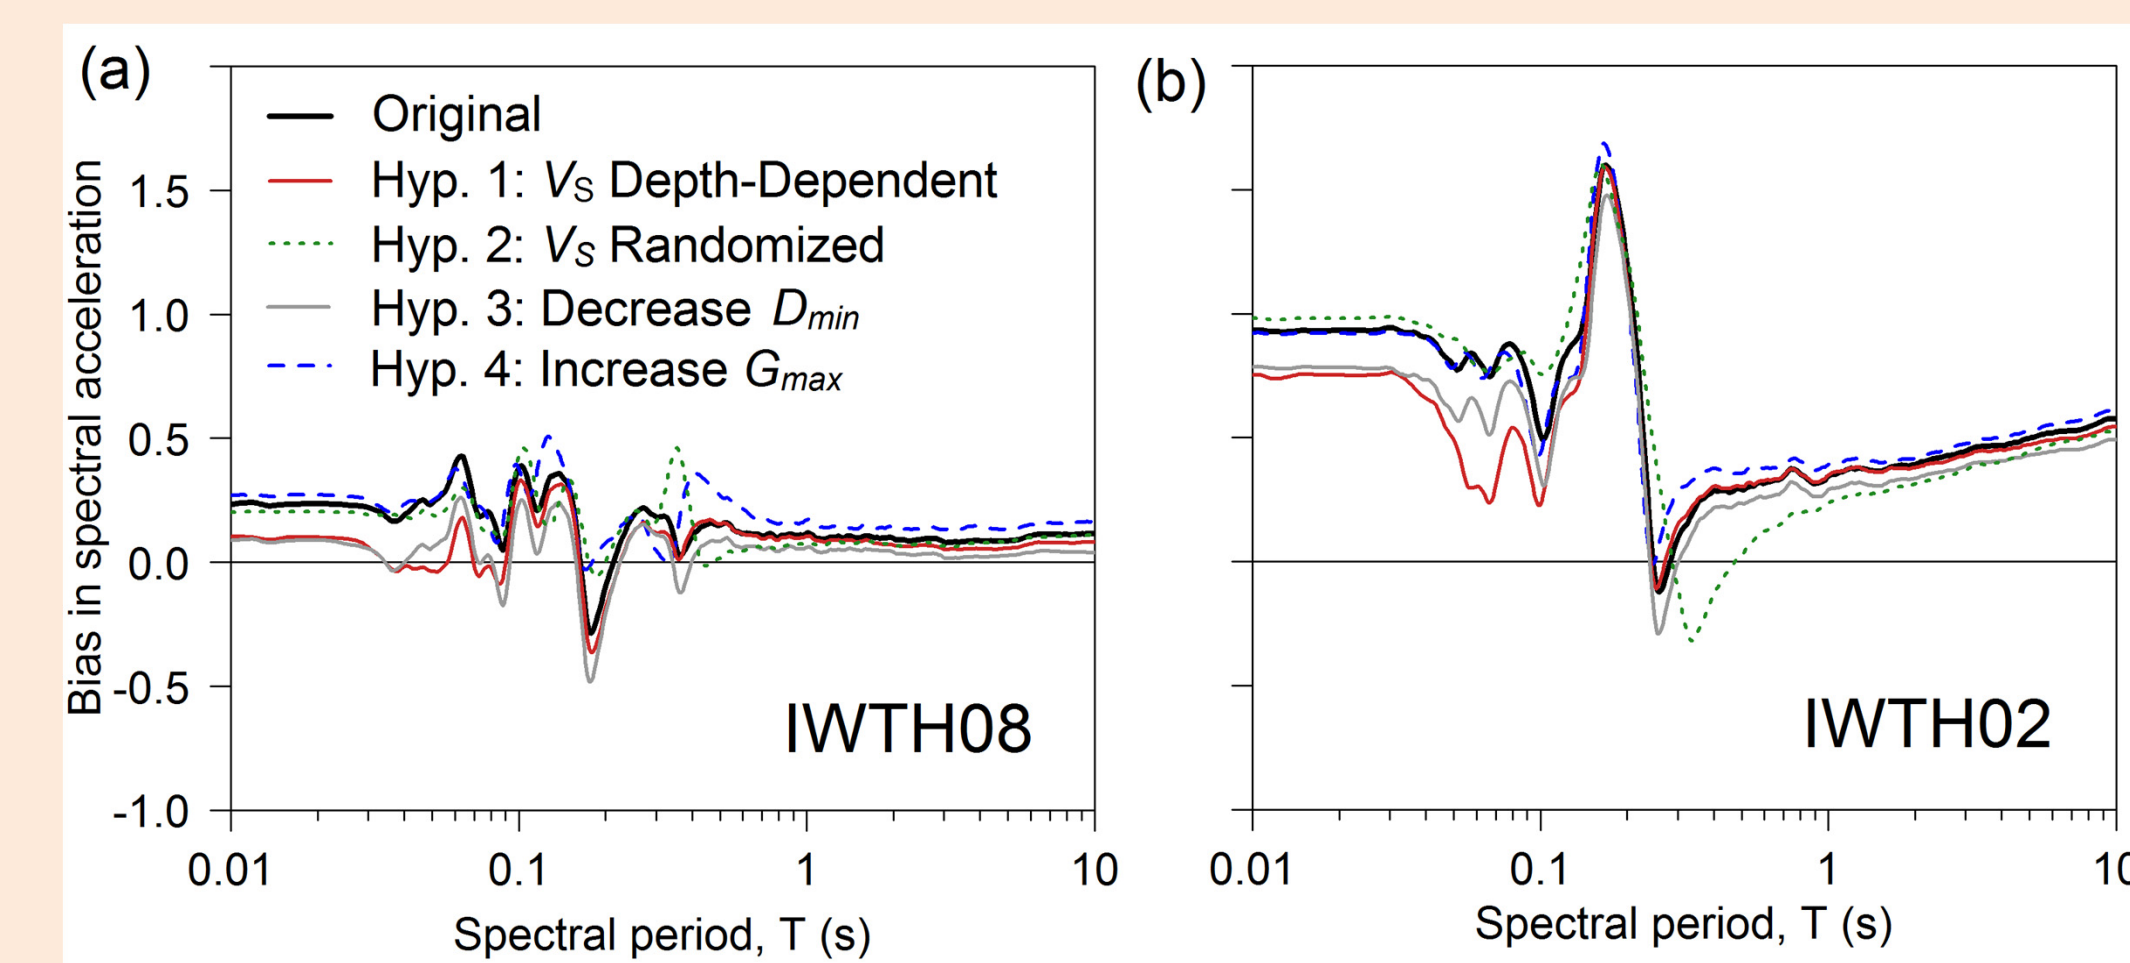 (a)
Original
Hyp. 1: VS Depth-Dependent
Hyp. 2: VS Randomized
Hyp. 3: Decrease Dmin
Hyp. 4: Increase Gmax
Bias in spectral acceleration
1.5
1.0
0.5
0.0
-0.5
-1.0
IWTH08
0.01 0.1 1 10
Spectral period, T (s)
(b)
IWTH02
0.01 0.1 1 10
Spectral period, T (s)